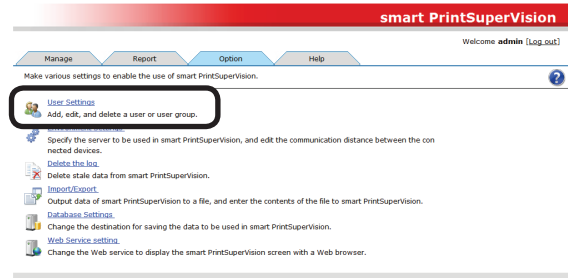 smart PrintSuperVision
Welcome admin [Log out]
Manage Report Option Help
Make various settings to enable the use of smart PrintSuperVision.
?
User Settings
Add, edit, and delete a user or user group.
Specify the server to be used in smart PrintSuperVision, and edit the communication distance between the con
nected devices.
Delete the log
Delete stale data from smart PrintSuperVision.
Import/Export
Output data of smart PrintSuperVision to a file, and enter the contents of the file to smart PrintSuperVision.
Database Settings
Change the destination for saving the data to be used in smart PrintSuperVision.
Web Service setting
Change the Web service to display the smart PrintSuperVision screen with a Web browser.